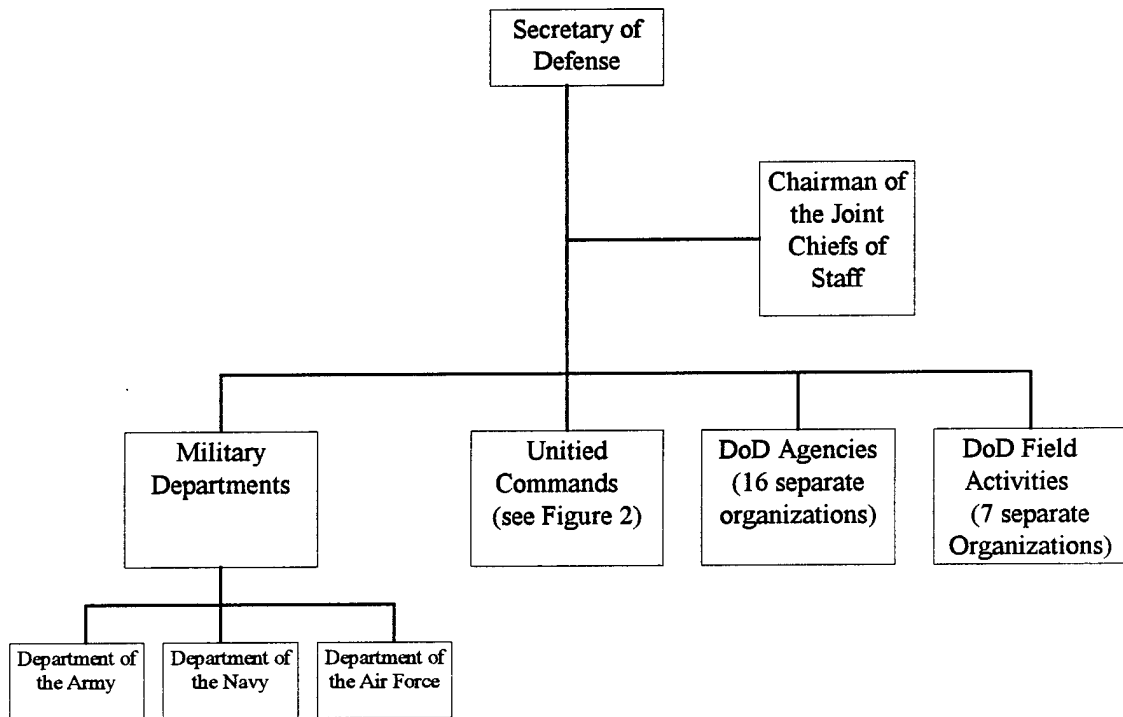 Secretary of
Defense
Chairman of
the Joint
Chiefs of
Staff
Military
Departments
Unitied
Commands
(see Figure 2)
DoD Agencies
(16 separate
organizations)
DoD Field
Activities
(7 separate
Organizations)
Department of
the Army
Department of
the Navy
Department of
the Air Force